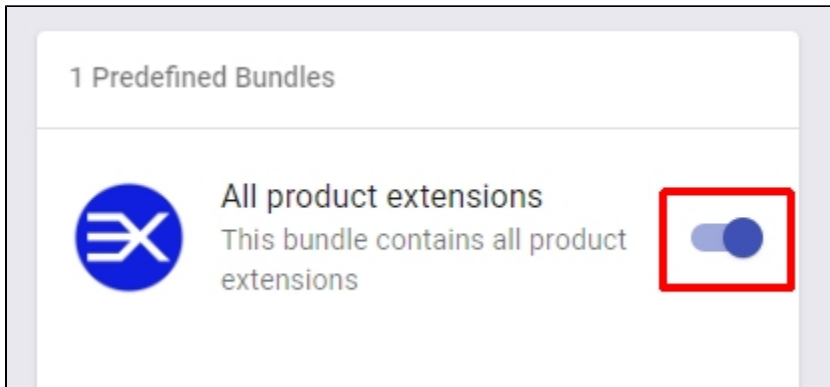 1 Predefined Bundles
All product extensions
This bundle contains all product
extensions